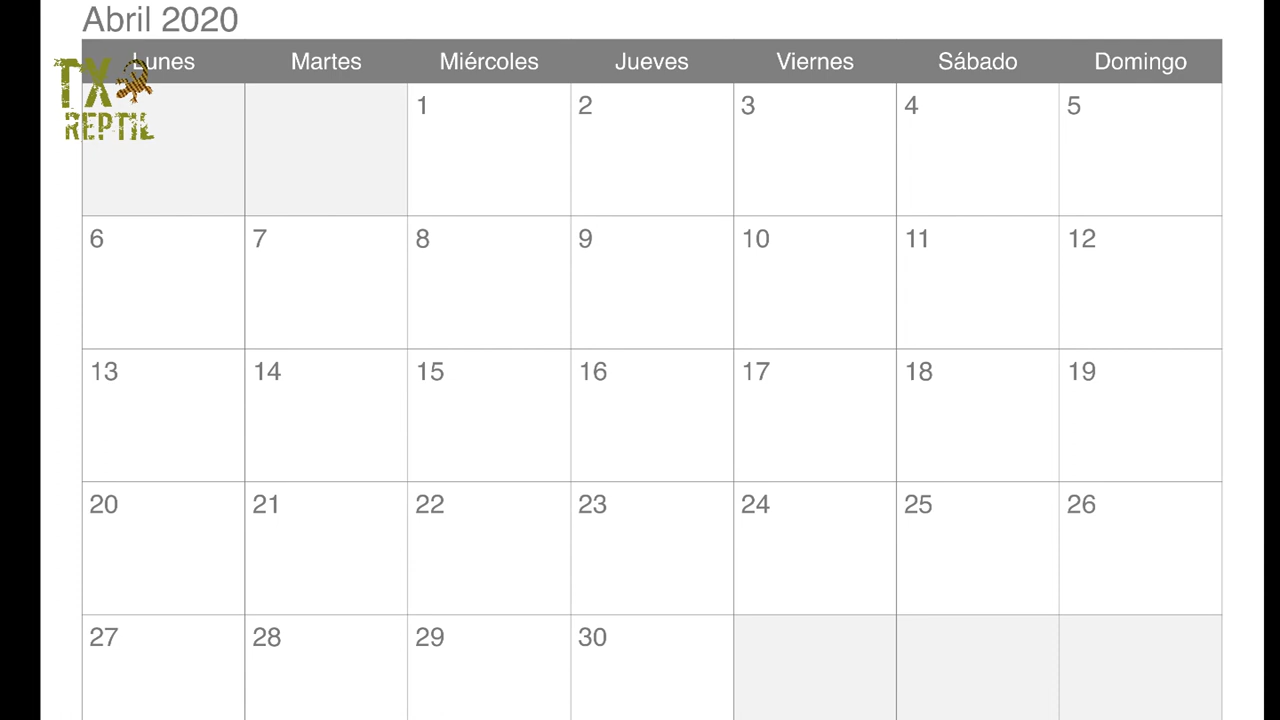 Abril 2020
Lunes Martes Miércoles Jueves Viernes Sábado Domingo
TX
REPTIL
1 2 3 4 5
6 7 8 9 10 11 12
13 14 15 16 17 18 19
20 21 22 23 24 25 26
27 28 29 30